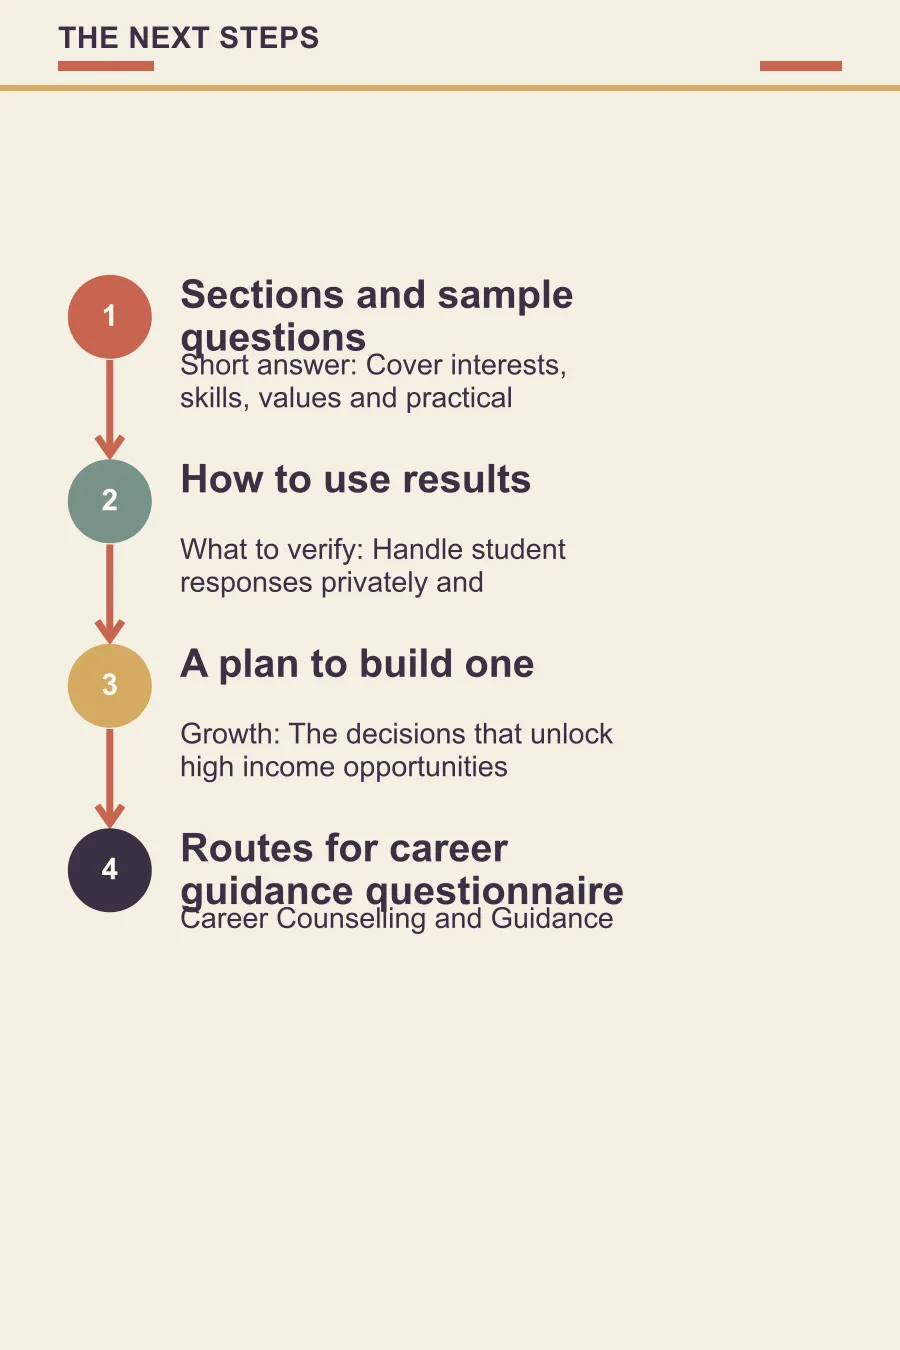 THE NEXT STEPS
1
Sections and sample
questions
Short answer: Cover interests,
skills, values and practical
2
How to use results
What to verify: Handle student
responses privately and
3
A plan to build one
Growth: The decisions that unlock
high income opportunities
4
Routes for career
guidance questionnaire
Career Counselling and Guidance